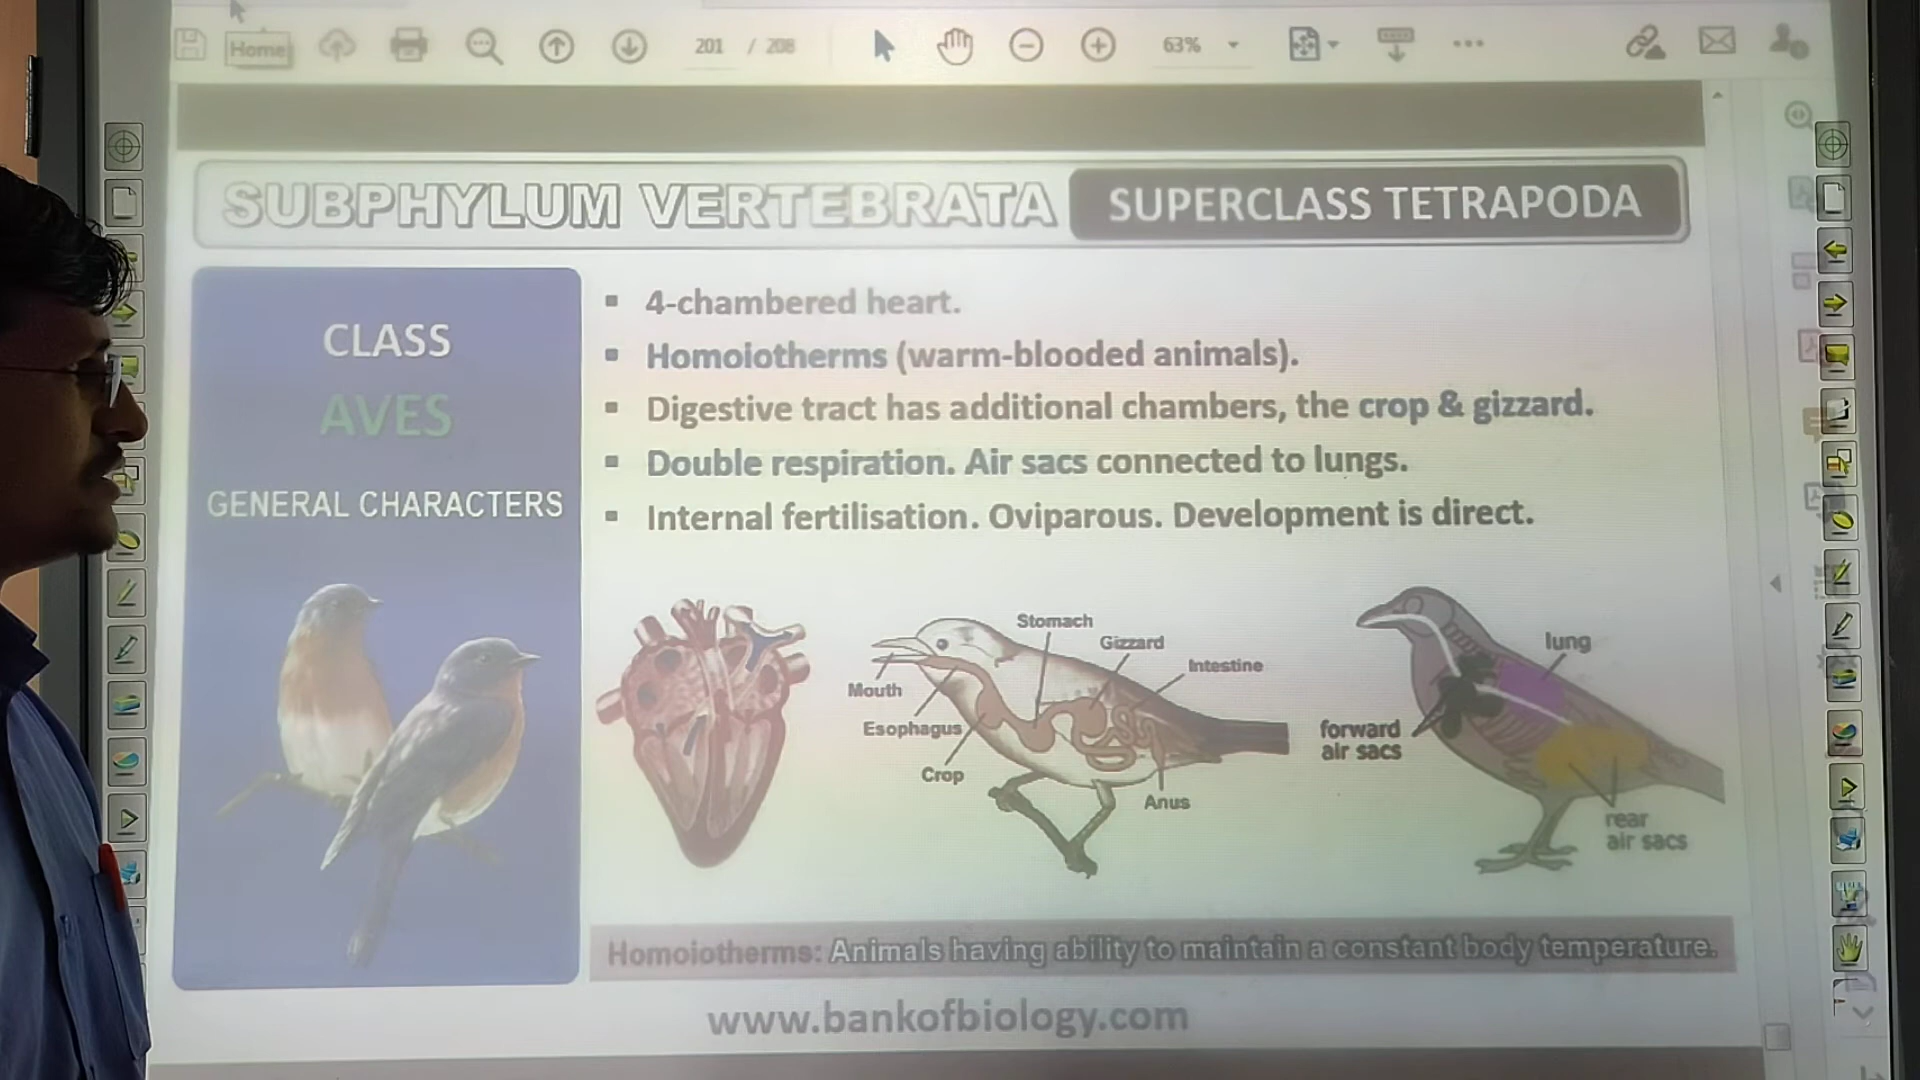 Home
201 / 208
63%
SUBPHYLUM VERTEBRATA
SUPERCLASS TETRAPODA
CLASS
AVES
GENERAL CHARACTERS
▪ 4-chambered heart.
▪ Homoiotherms (warm-blooded animals).
▪ Digestive tract has additional chambers, the crop & gizzard.
▪ Double respiration. Air sacs connected to lungs.
▪ Internal fertilisation. Oviparous. Development is direct.
Stomach
Gizzard
Intestine
Mouth
Esophagus
Crop
Anus
lung
forward
air sacs
rear
air sacs
Homoiotherms: Animals having ability to maintain a constant body temperature.
www.bankofbiology.com